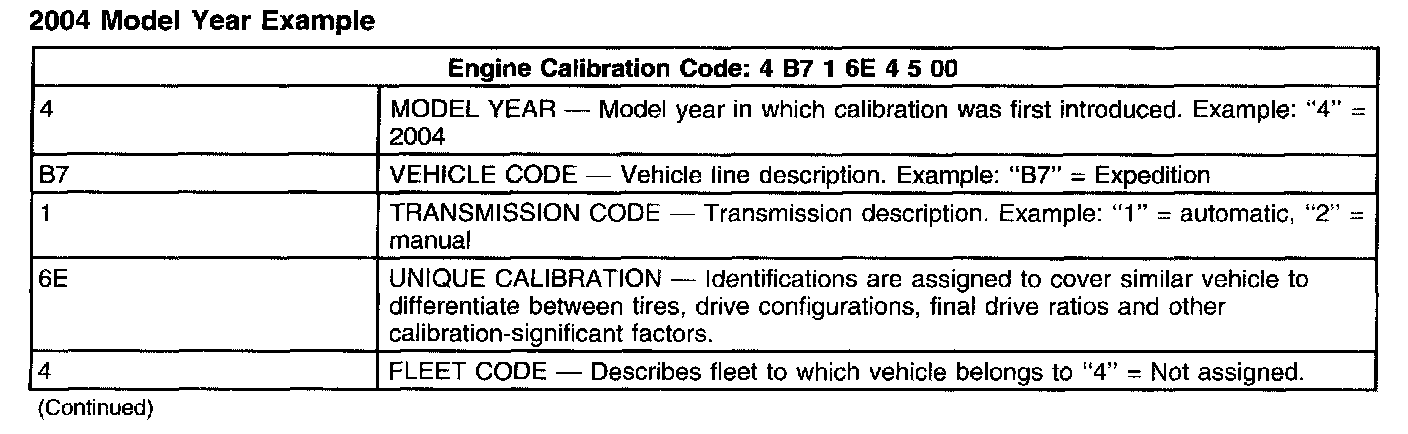 2004 Model Year Example
Engine Calibration Code: 4 B7 1 6E 4 5 00
4
MODEL YEAR — Model year in which calibration was first introduced. Example: “4” =
2004
B7
VEHICLE CODE — Vehicle line description. Example: “B7” = Expedition
1
TRANSMISSION CODE — Transmission description. Example: “1” = automatic, “2” =
manual
6E
UNIQUE CALIBRATION — Identifications are assigned to cover similar vehicle to
differentiate between tires, drive configurations, final drive ratios and other
calibration-significant factors.
4
FLEET CODE — Describes fleet to which vehicle belongs to “4” = Not assigned.
(Continued)